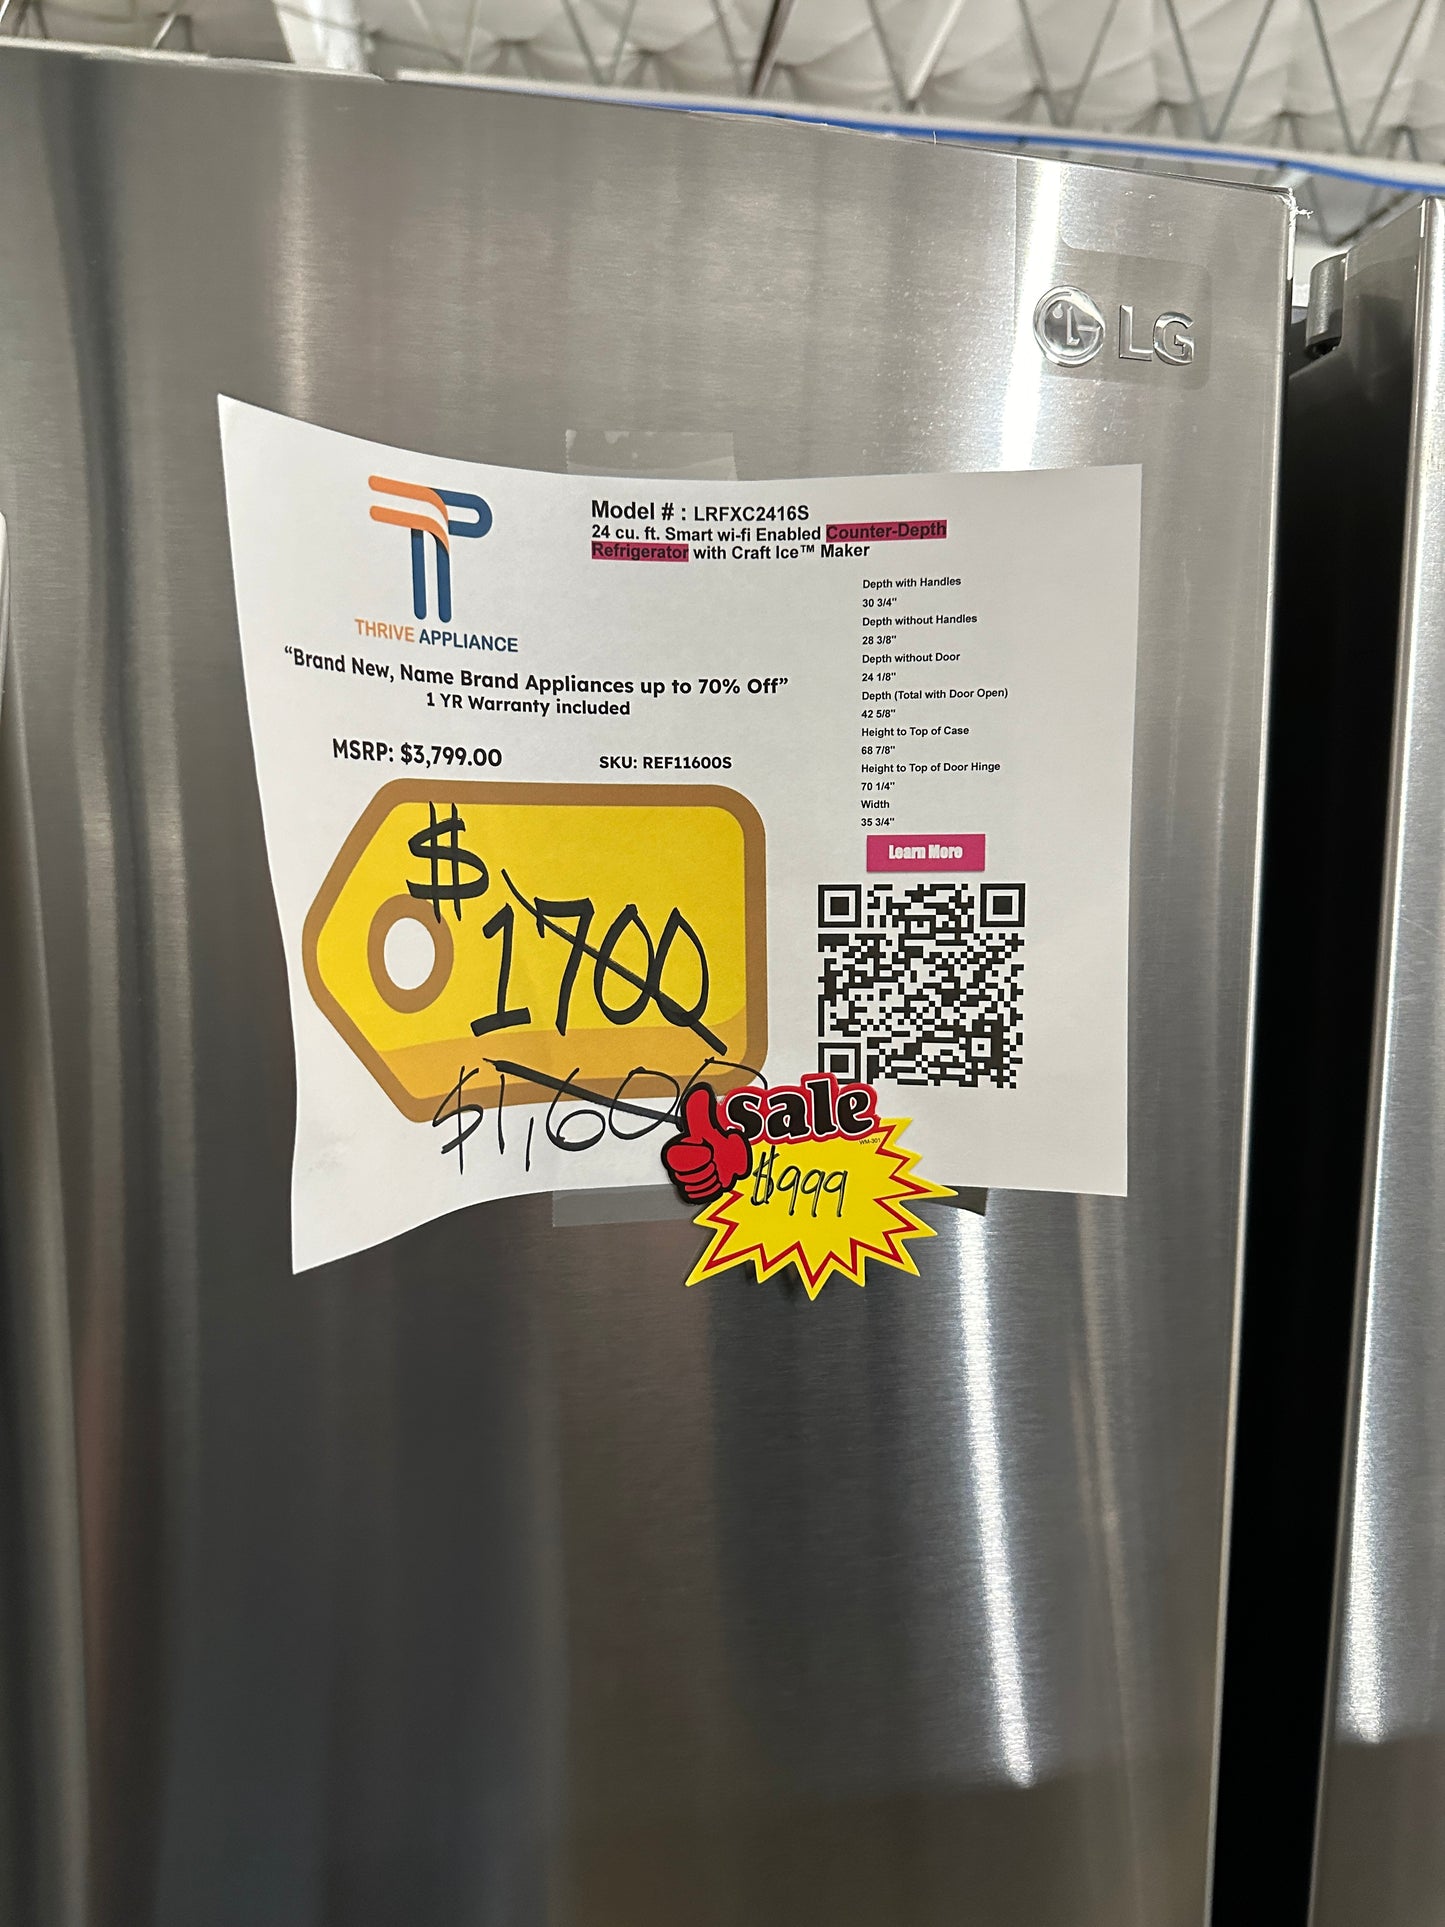 LG
THRIVE APPLIANCE
"Brand New, Name Brand Appliances up to 70% Off"
1 YR Warranty included
MSRP: $3,799.00
SKU: REF11600S
Model # : LRFXC2416S
24 cu. ft. Smart wi-fi Enabled Counter-Depth
Refrigerator with Craft Ice™ Maker
Depth with Handles
30 3/4"
Depth without Handles
28 3/8"
Depth without Door
24 1/8"
Depth (Total with Door Open)
42 5/8"
Height to Top of Case
68 7/8"
Height to Top of Door Hinge
70 1/4"
Width
35 3/4"
Learn More
$1700
$1,600
sale
WM-301
$999